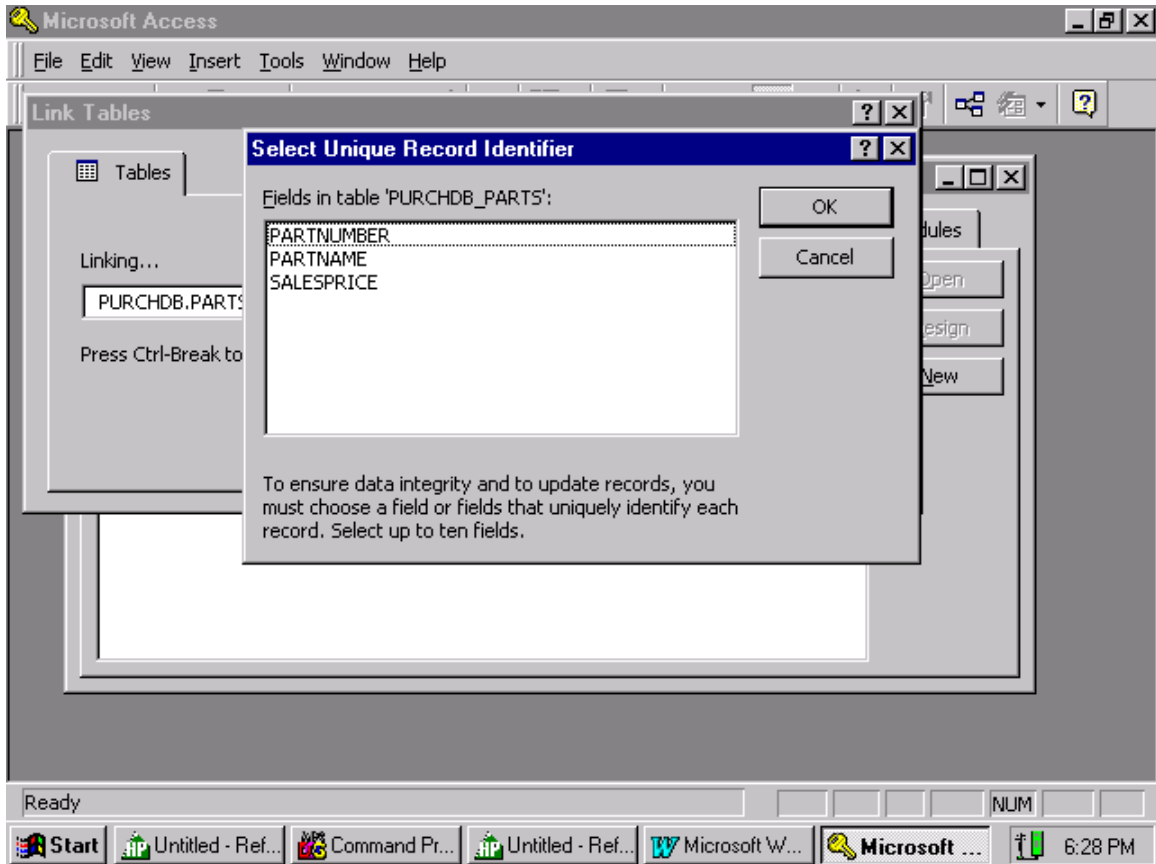 Microsoft Access
File Edit View Insert Tools Window Help
Link Tables
Select Unique Record Identifier
Tables
Fields in table 'PURCHDB_PARTS':
OK
PARTNUMBER
PARTNAME
Cancel
SALESPRICE
Linking...
PURCHDB.PARTS
Open
Design
Press Ctrl-Break to
New
To ensure data integrity and to update records, you
must choose a field or fields that uniquely identify each
record. Select up to ten fields.
Ready
NUM
Start
Untitled - Ref...
Command Pr...
Untitled - Ref...
Microsoft W...
Microsoft ...
6:28 PM